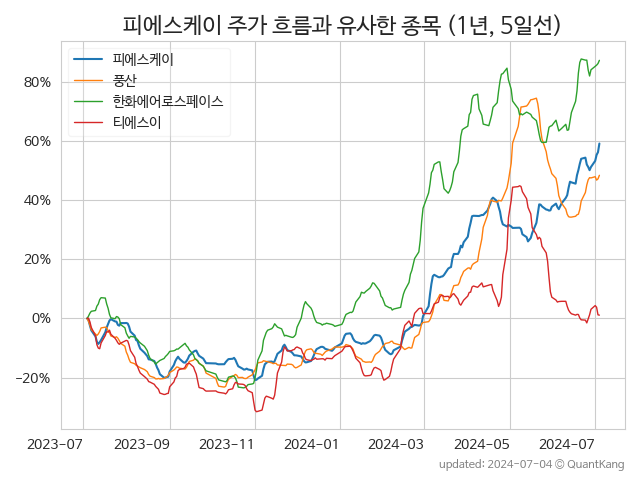 피에스케이 주가 흐름과 유사한 종목 (1년, 5일선)
피에스케이
풍산
한화에어로스페이스
티에스이
80%
60%
40%
20%
0%
−20%
2023-07 2023-09 2023-11 2024-01 2024-03 2024-05 2024-07
updated: 2024-07-04 © QuantKang